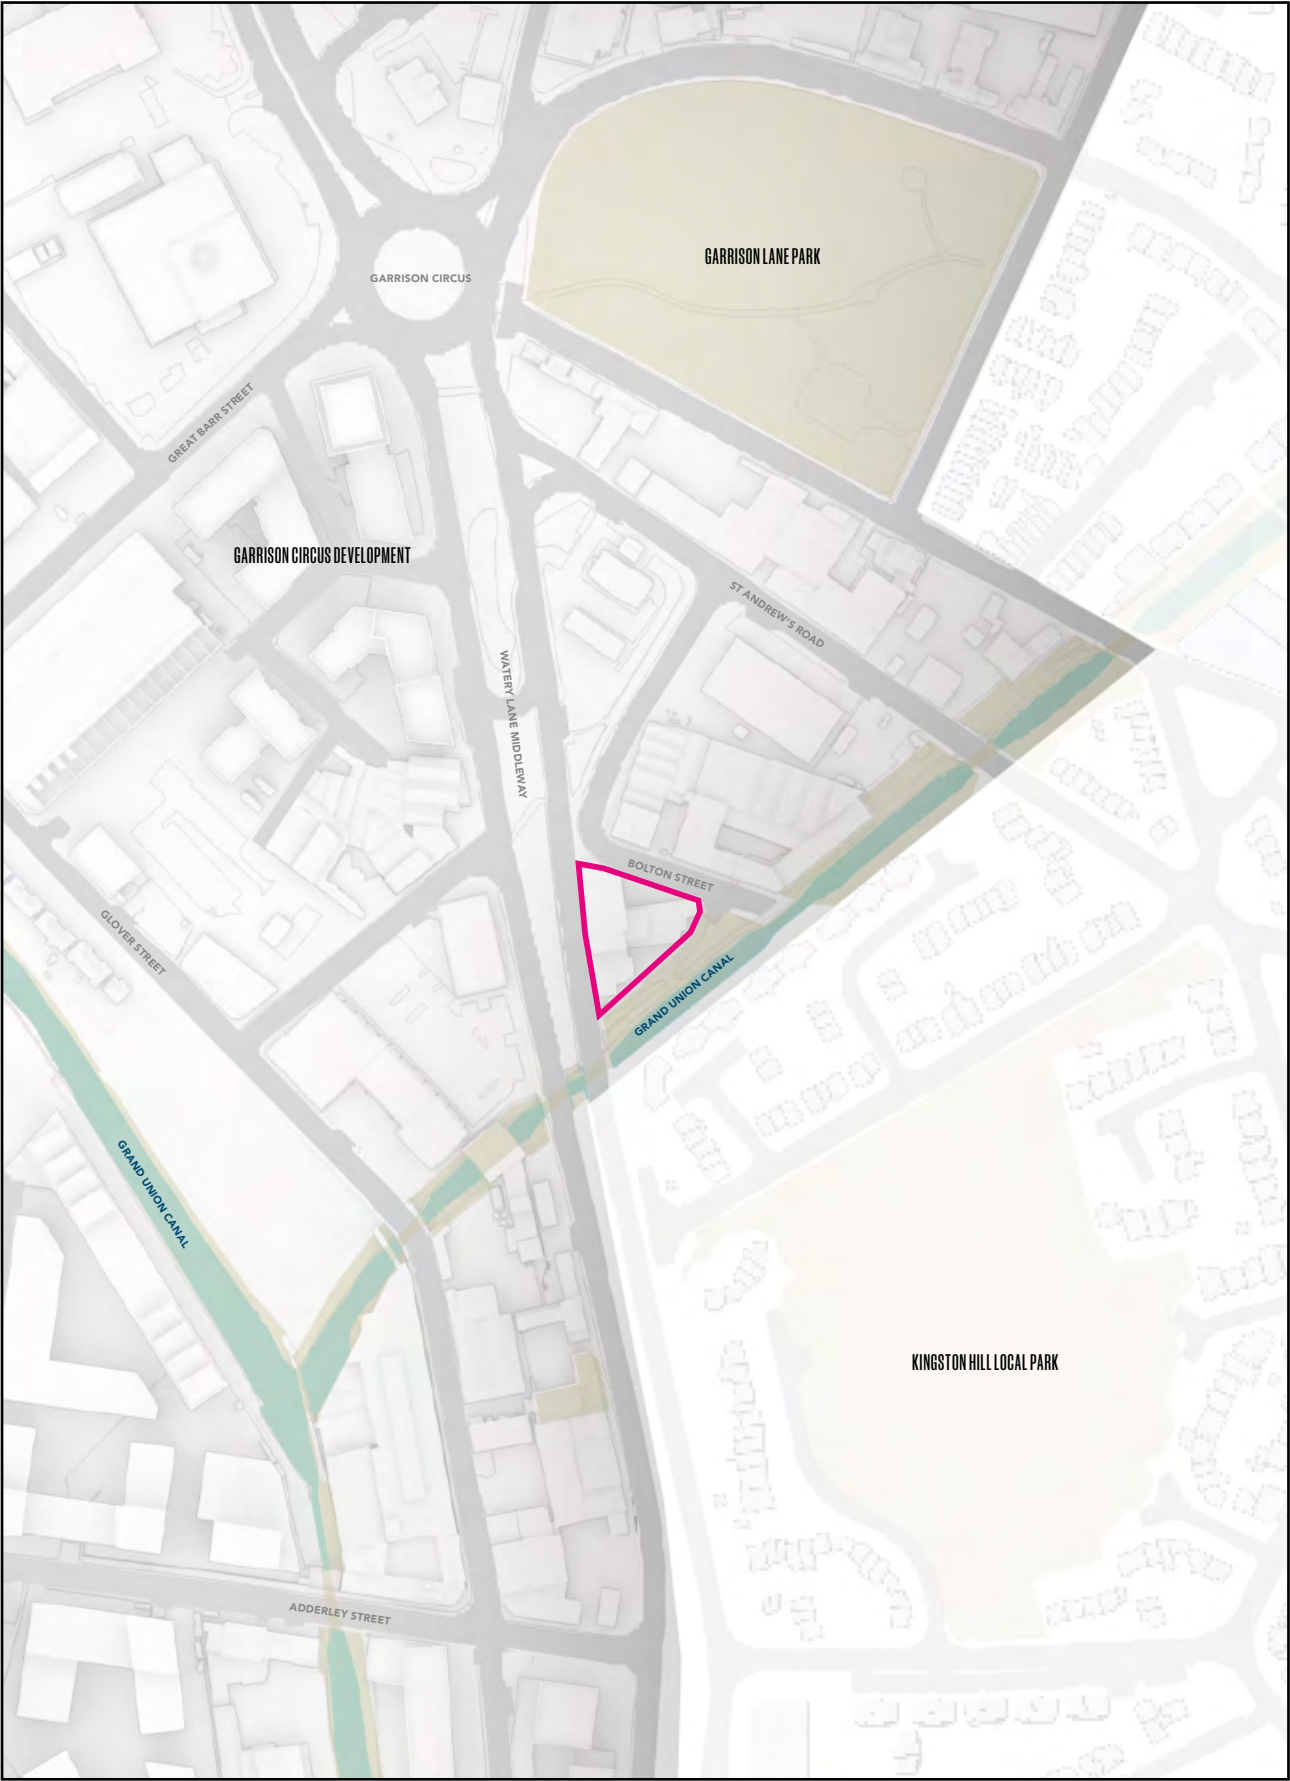 GARRISON LANE PARK
GARRISON CIRCUS
GREAT BARR STREET
GARRISON CIRCUS DEVELOPMENT
ST ANDREW'S ROAD
WATERY LANE MIDDLEWAY
BOLTON STREET
GLOVER STREET
GRAND UNION CANAL
GRAND UNION CANAL
KINGSTON HILL LOCAL PARK
ADDERLEY STREET